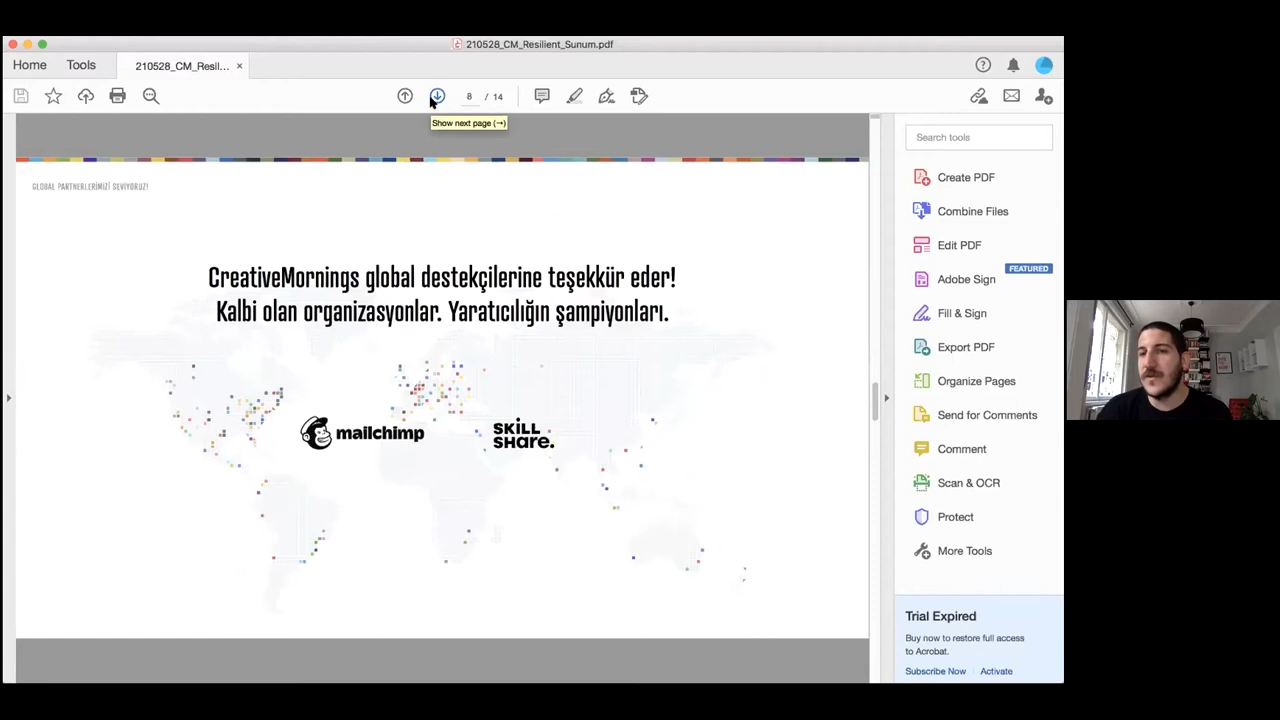 210528_CM_Resilient_Sunum.pdf
Home
Tools
210528_CM_Resil... ×
8 / 14
Show next page (→)
Search tools
GLOBAL PARTNERLERİMİZİ SEVİYORUZ!
CreativeMornings global destekçilerine teşekkür eder!
Kalbi olan organizasyonlar. Yaratıcılığın şampiyonları.
mailchimp
SKILL
SHare.
Create PDF
Combine Files
Edit PDF
FEATURED
Adobe Sign
Fill & Sign
Export PDF
Organize Pages
Send for Comments
Comment
Scan & OCR
Protect
More Tools
Trial Expired
Buy now to restore full access
to Acrobat.
Subscribe Now
Activate